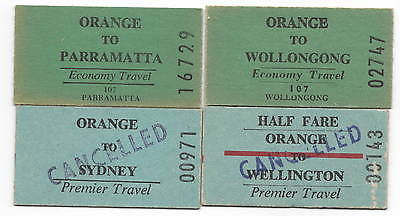 ORANGE
TO
PARRAMATTA
Economy Travel
107
PARRAMATTA
16729
ORANGE
TO
WOLLONGONG
Economy Travel
107
WOLLONGONG
02747
ORANGE
TO
SYDNEY
Premier Travel
CANCELLED
00971
HALF FARE
ORANGE
TO
WELLINGTON
Premier Travel
CANCELLED
00143